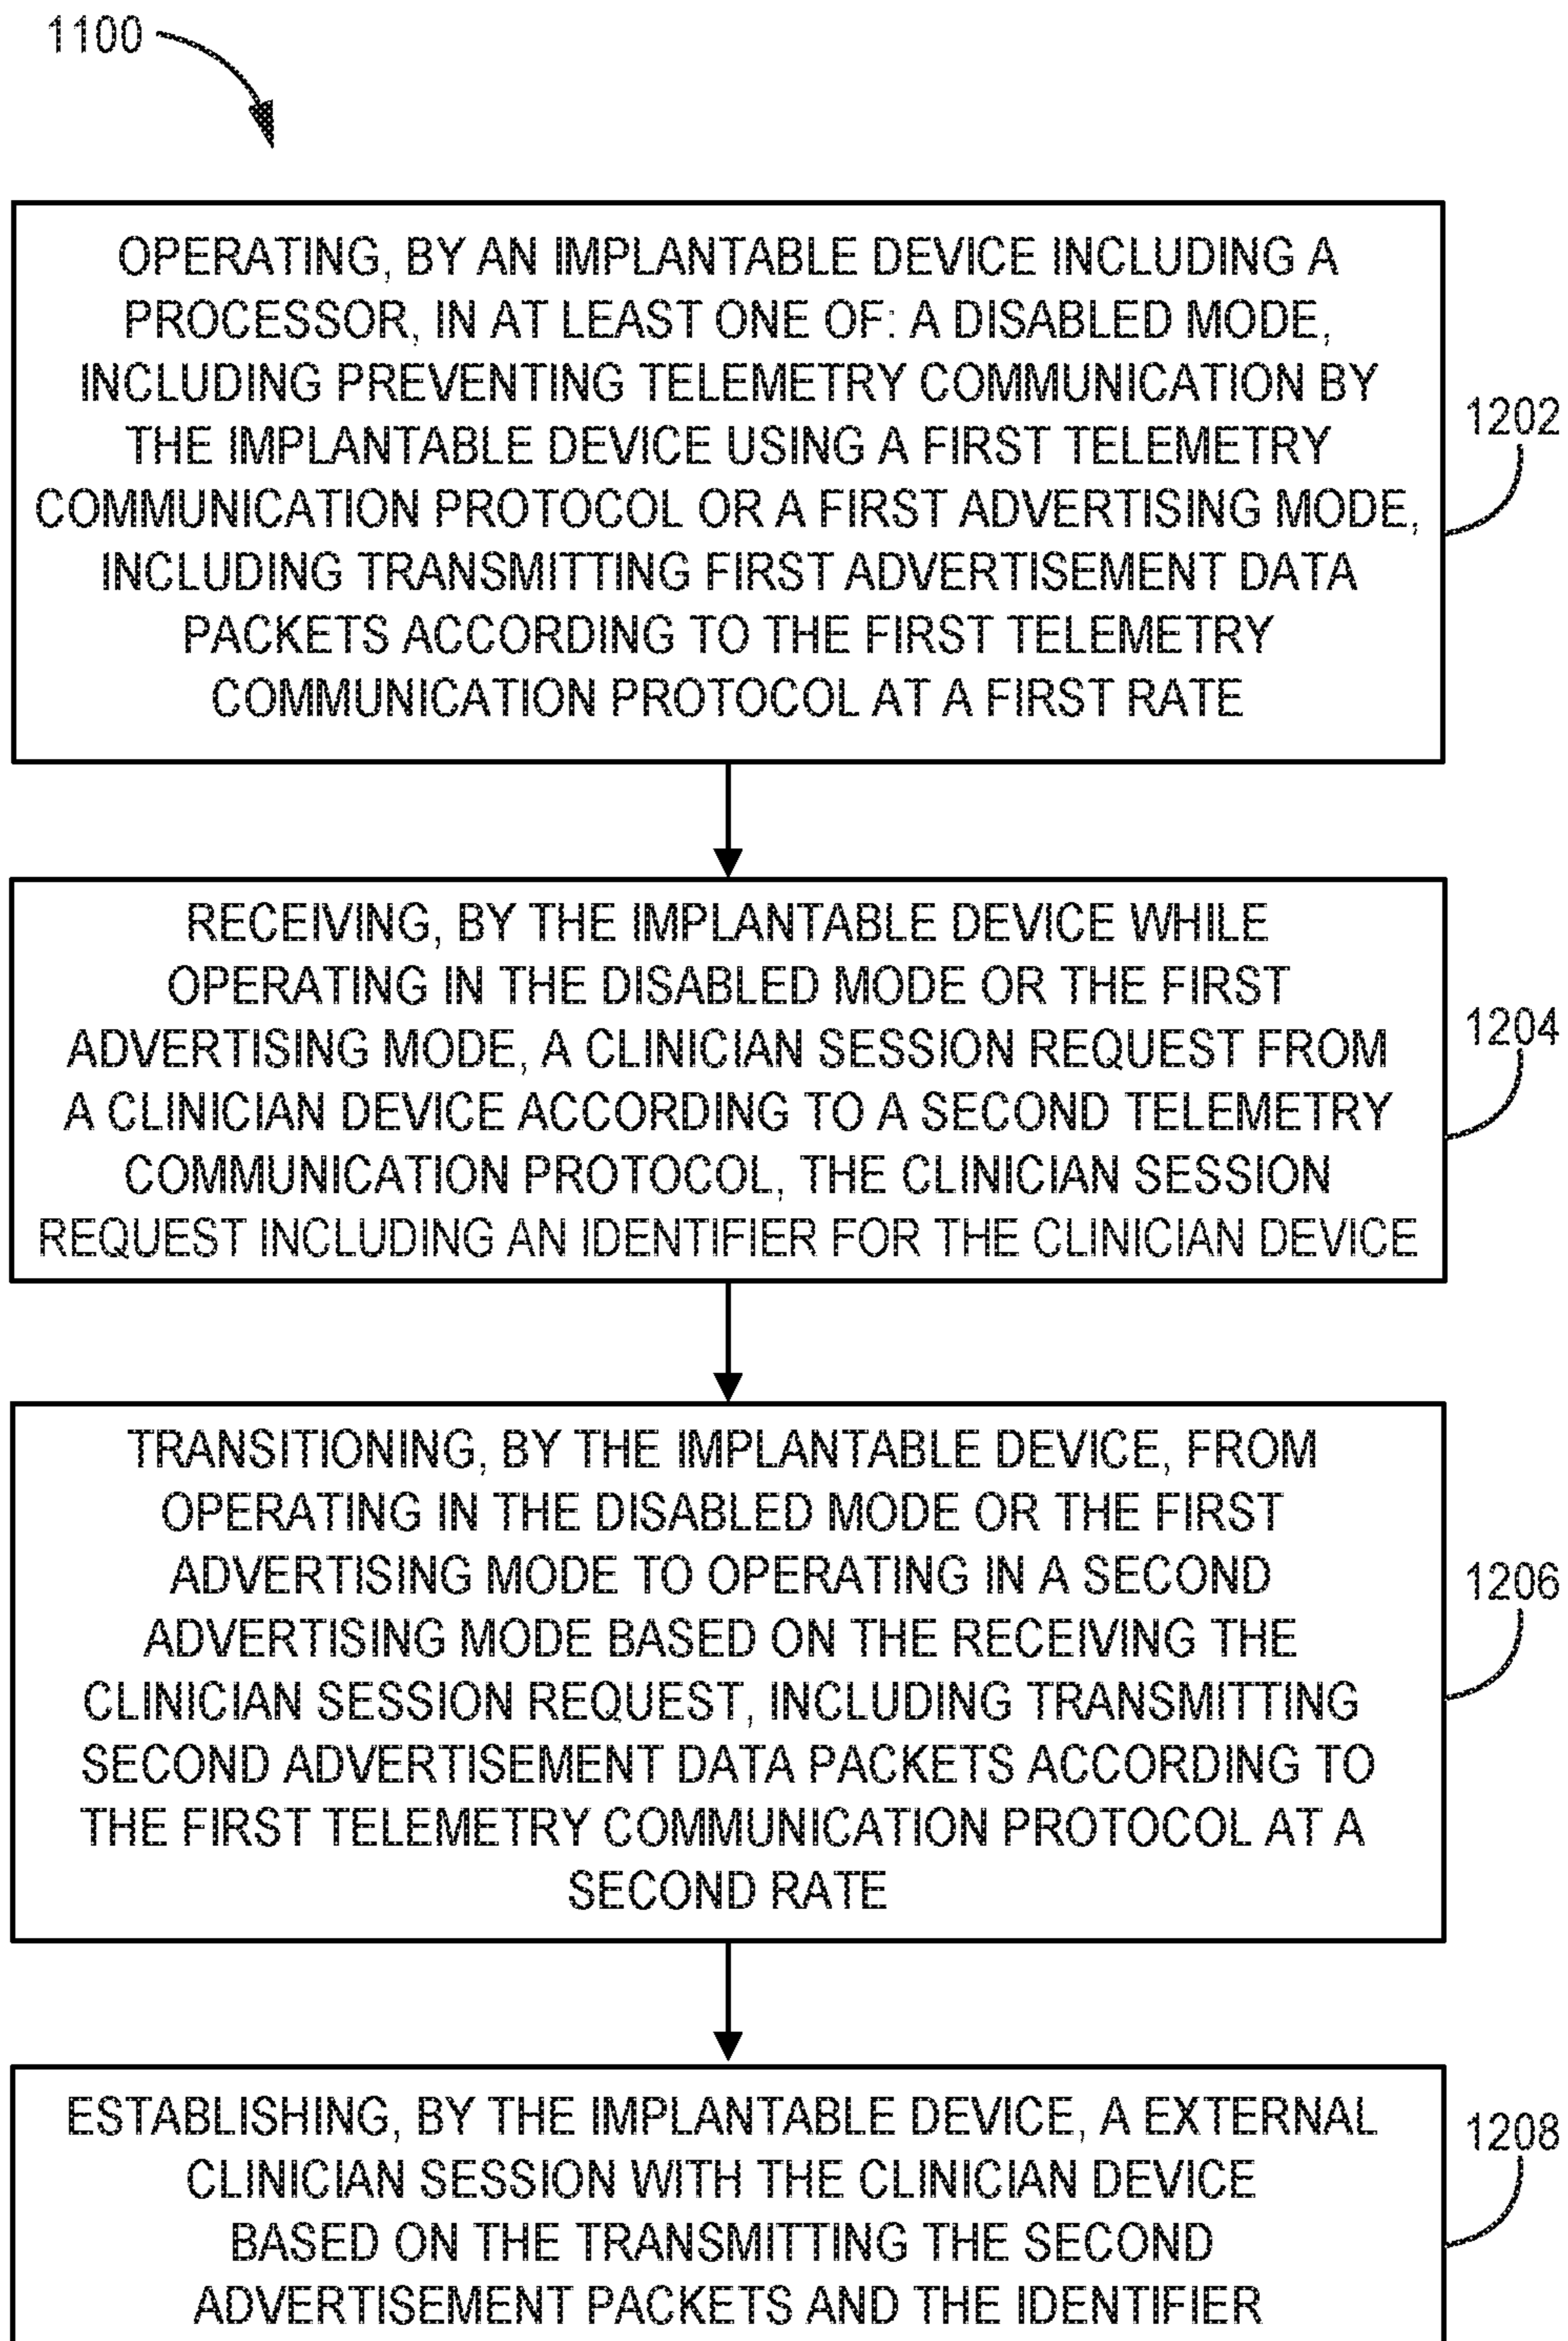 1100
OPERATING, BY AN IMPLANTABLE DEVICE INCLUDING A
PROCESSOR, IN AT LEAST ONE OF: A DISABLED MODE,
INCLUDING PREVENTING TELEMETRY COMMUNICATION BY
THE IMPLANTABLE DEVICE USING A FIRST TELEMETRY
COMMUNICATION PROTOCOL OR A FIRST ADVERTISING MODE,
INCLUDING TRANSMITTING FIRST ADVERTISEMENT DATA
PACKETS ACCORDING TO THE FIRST TELEMETRY
COMMUNICATION PROTOCOL AT A FIRST RATE
1202
RECEIVING, BY THE IMPLANTABLE DEVICE WHILE
OPERATING IN THE DISABLED MODE OR THE FIRST
ADVERTISING MODE, A CLINICIAN SESSION REQUEST FROM
A CLINICIAN DEVICE ACCORDING TO A SECOND TELEMETRY
COMMUNICATION PROTOCOL, THE CLINICIAN SESSION
REQUEST INCLUDING AN IDENTIFIER FOR THE CLINICIAN DEVICE
1204
TRANSITIONING, BY THE IMPLANTABLE DEVICE, FROM
OPERATING IN THE DISABLED MODE OR THE FIRST
ADVERTISING MODE TO OPERATING IN A SECOND
ADVERTISING MODE BASED ON THE RECEIVING THE
CLINICIAN SESSION REQUEST, INCLUDING TRANSMITTING
SECOND ADVERTISEMENT DATA PACKETS ACCORDING TO
THE FIRST TELEMETRY COMMUNICATION PROTOCOL AT A
SECOND RATE
1206
ESTABLISHING, BY THE IMPLANTABLE DEVICE, A EXTERNAL
CLINICIAN SESSION WITH THE CLINICIAN DEVICE
BASED ON THE TRANSMITTING THE SECOND
ADVERTISEMENT PACKETS AND THE IDENTIFIER
1208